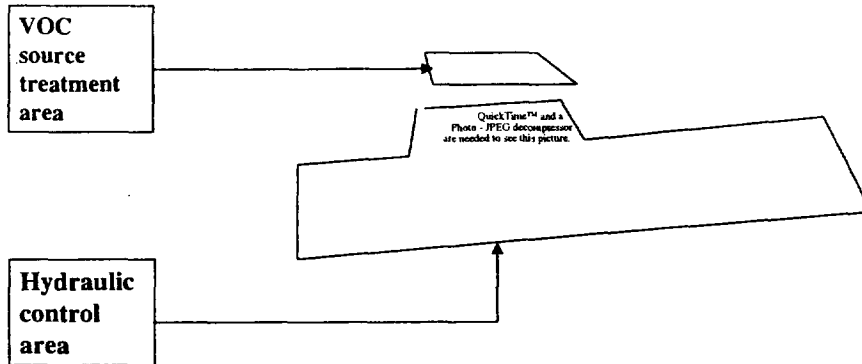 VOC
source
treatment
area
QuickTime™ and a
Photo - JPEG decompressor
are needed to see this picture.
Hydraulic
control
area